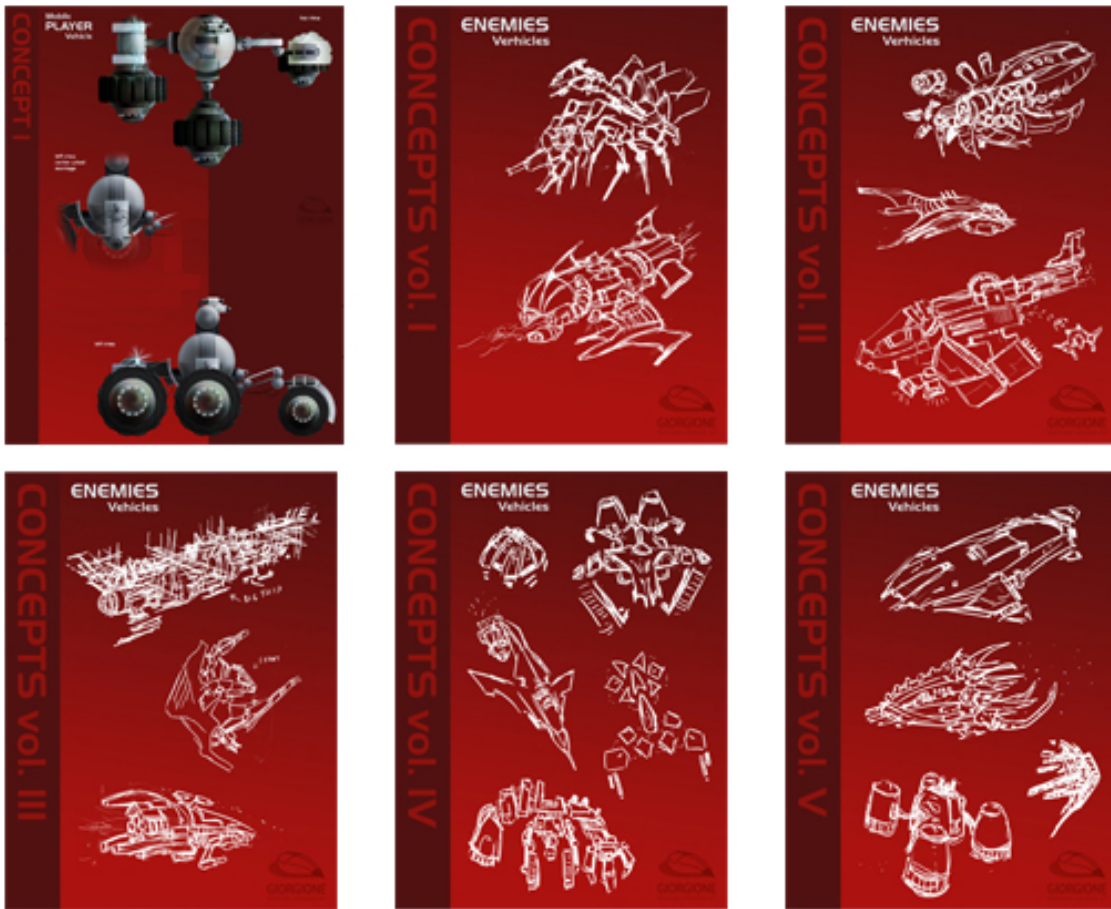 CONCEPT I
Mobile
PLAYER
Vehicle
CONCEPTS vol. I
ENEMIES
Verhicles
GIORGIONE
CONCEPTS vol. II
ENEMIES
Verhicles
GIORGIONE
CONCEPTS vol. III
ENEMIES
Vehicles
GIORGIONE
CONCEPTS vol. IV
ENEMIES
Vehicles
GIORGIONE
CONCEPTS vol. V
ENEMIES
Vehicles
GIORGIONE